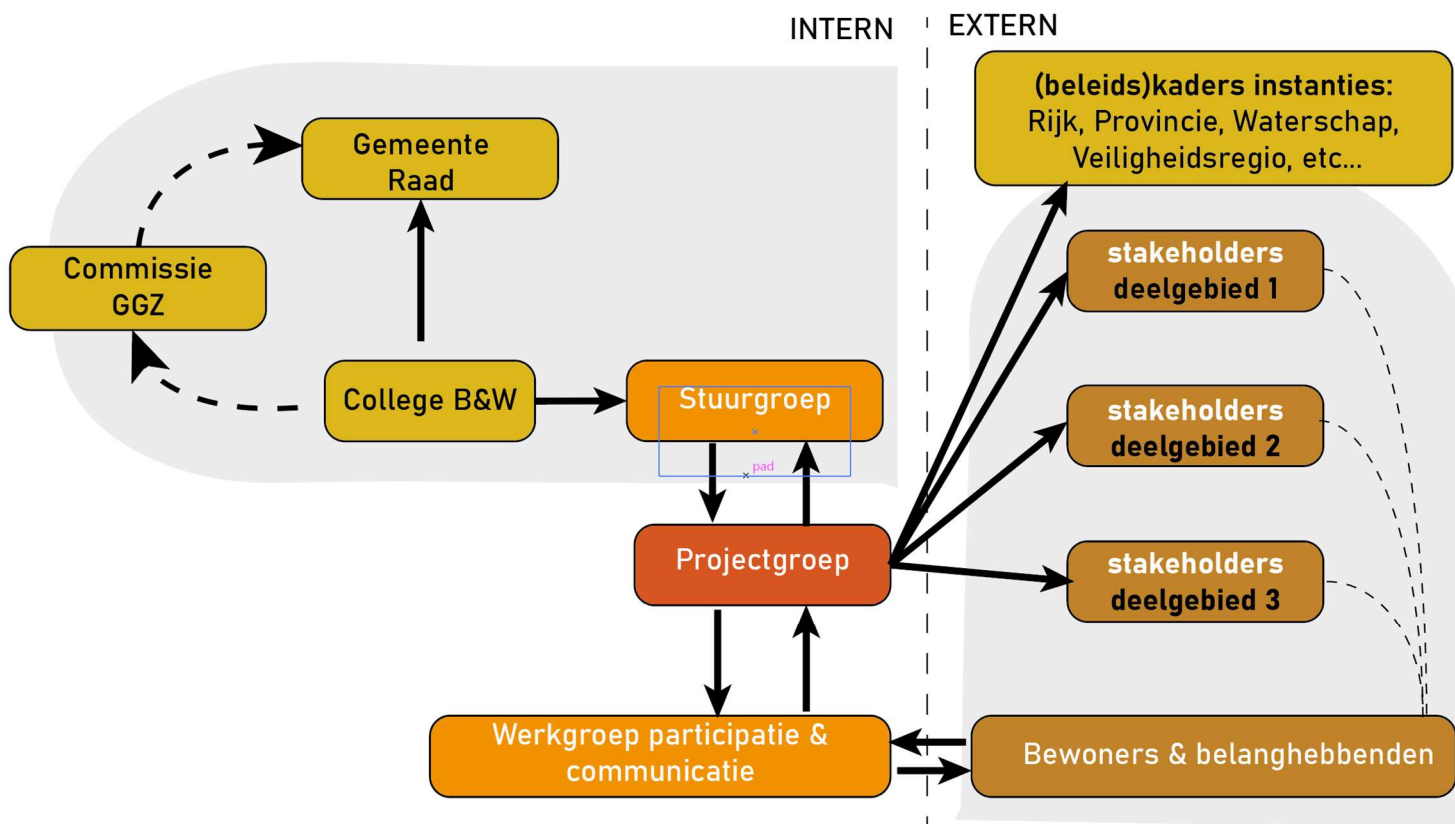 INTERN
EXTERN
(beleids)kaders instanties:
Rijk, Provincie, Waterschap,
Veiligheidsregio, etc...
Gemeente
Raad
Commissie
GGZ
College B&W
Stuurgroep
pad
Projectgroep
Werkgroep participatie &
communicatie
stakeholders
deelgebied 1
stakeholders
deelgebied 2
stakeholders
deelgebied 3
Bewoners & belanghebbenden